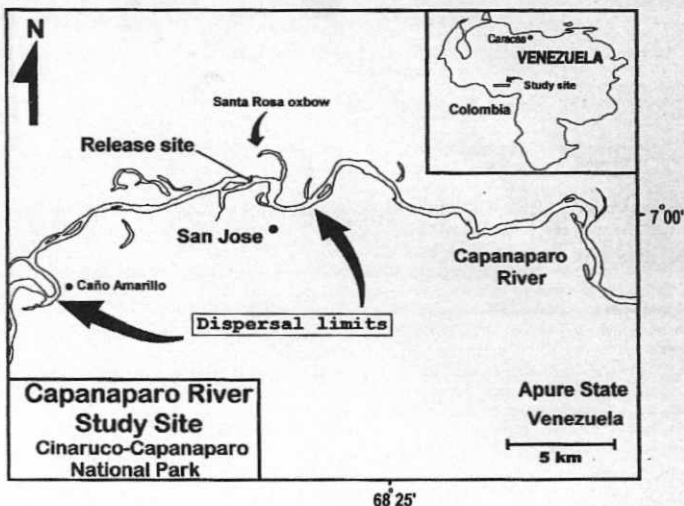 N
Caracas
VENEZUELA
Study site
Colombia
Santa Rosa oxbow
Release site
7°00'
San Jose
Capanaparo
River
Caño Amarillo
Dispersal limits
Capanaparo River
Study Site
Cinaruco-Capanaparo
National Park
Apure State
Venezuela
5 km
68°25'